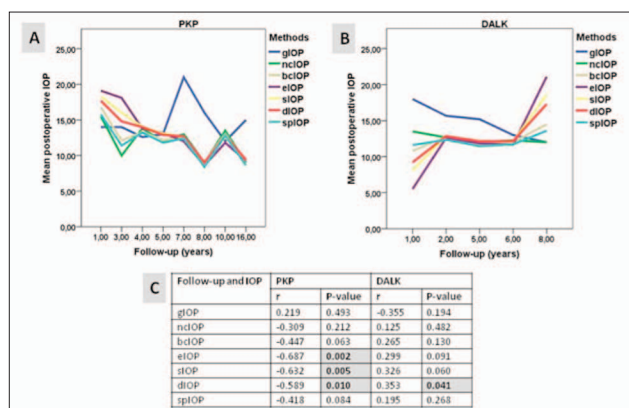 A
PKP
Mean postoperative IOP
25,00
20,00
15,00
10,00
5,00
0,00
1,00 3,00 4,00 5,00 7,00 8,00 10,00 16,00
Follow-up (years)
Methods
gIOP
ncIOP
bcIOP
eIOP
sIOP
dIOP
spIOP
B
DALK
Mean postoperative IOP
25,00
20,00
15,00
10,00
5,00
0,00
1,00 2,00 5,00 6,00 8,00
Follow-up (years)
Methods
gIOP
ncIOP
bcIOP
eIOP
sIOP
dIOP
spIOP
C
Follow-up and IOP PKP DALK
r P-value r P-value
gIOP 0.219 0.493 -0.355 0.194
ncIOP -0.309 0.212 0.125 0.482
bcIOP -0.447 0.063 0.265 0.130
eIOP -0.687 0.002 0.299 0.091
sIOP -0.632 0.005 0.326 0.060
dIOP -0.589 0.010 0.353 0.041
spIOP -0.418 0.084 0.195 0.268